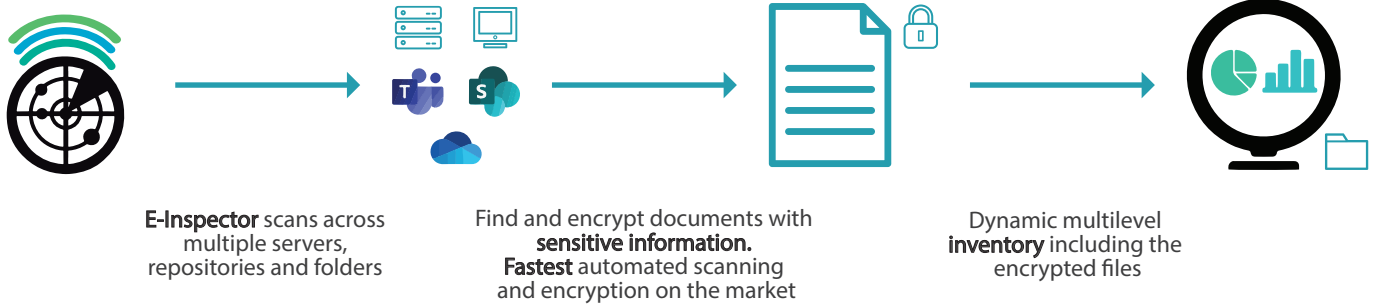 T
S
E-Inspector scans across
multiple servers,
repositories and folders
Find and encrypt documents with
sensitive information.
Fastest automated scanning
and encryption on the market
Dynamic multilevel
inventory including the
encrypted files